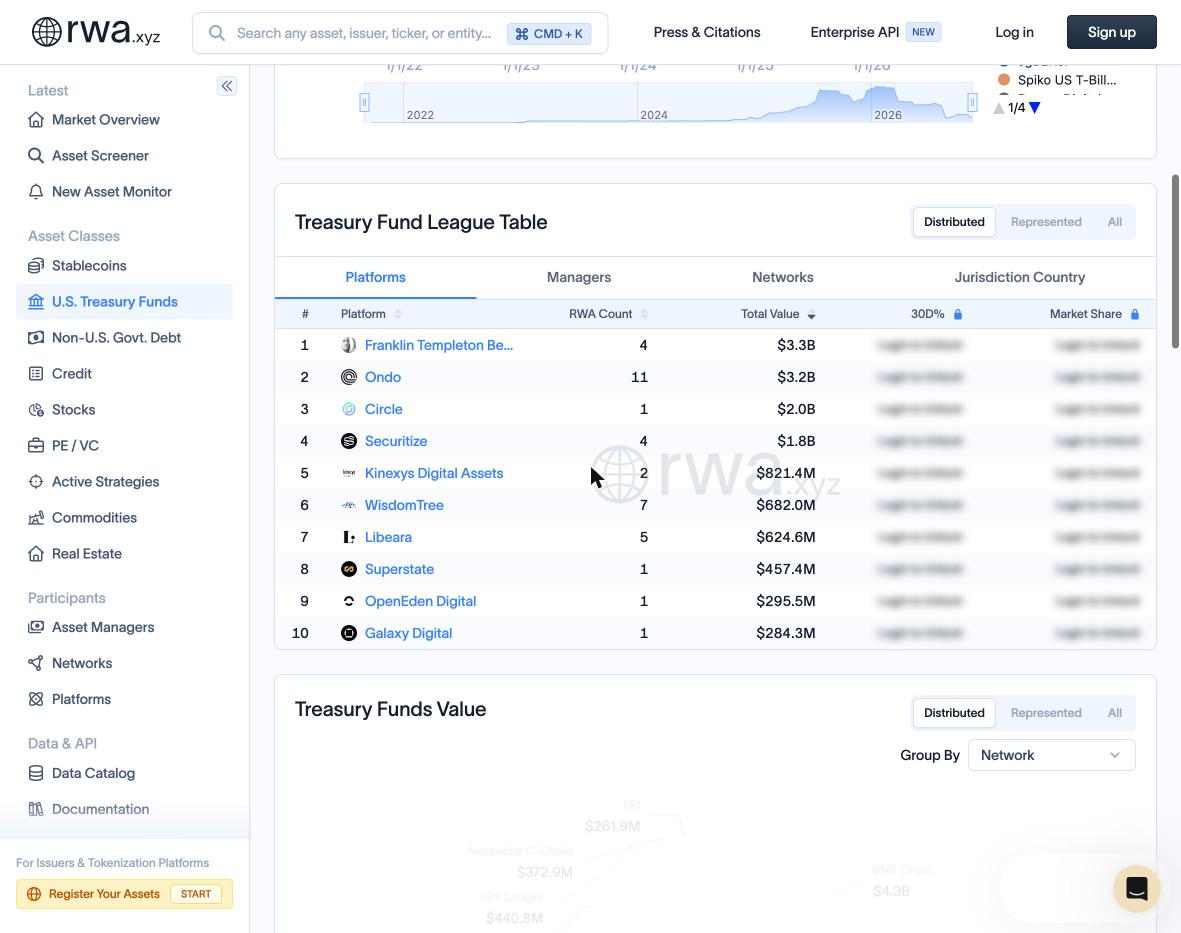 rwa.xyz
Search any asset, issuer, ticker, or entity...
⌘ CMD + K
Press & Citations
Enterprise API NEW
Log in
Sign up
Latest
Market Overview
Asset Screener
New Asset Monitor
Asset Classes
Stablecoins
U.S. Treasury Funds
Non-U.S. Govt. Debt
Credit
Stocks
PE / VC
Active Strategies
Commodities
Real Estate
Participants
Asset Managers
Networks
Platforms
Data & API
Data Catalog
Documentation
For Issuers & Tokenization Platforms
Register Your Assets START
1/1/22 1/1/23 1/1/24 1/1/25 1/1/26
Spiko US T-Bill...
2022 2024 2026
1/4
Treasury Fund League Table
Distributed Represented All
Platforms Managers Networks Jurisdiction Country
# Platform RWA Count Total Value 30D% Market Share
1 Franklin Templeton Be... 4 $3.3B
2 Ondo 11 $3.2B
3 Circle 1 $2.0B
4 Securitize 4 $1.8B
5 Kinexys Digital Assets 2 $821.4M
6 WisdomTree 7 $682.0M
7 Libeara 5 $624.6M
8 Superstate 1 $457.4M
9 OpenEden Digital 1 $295.5M
10 Galaxy Digital 1 $284.3M
rwa.xyz
Treasury Funds Value
Distributed Represented All
Group By Network
SEI
$261.9M
Avalanche C-Chain
$372.9M
XRP Ledger
$440.8M
BNB Chain
$4.3B